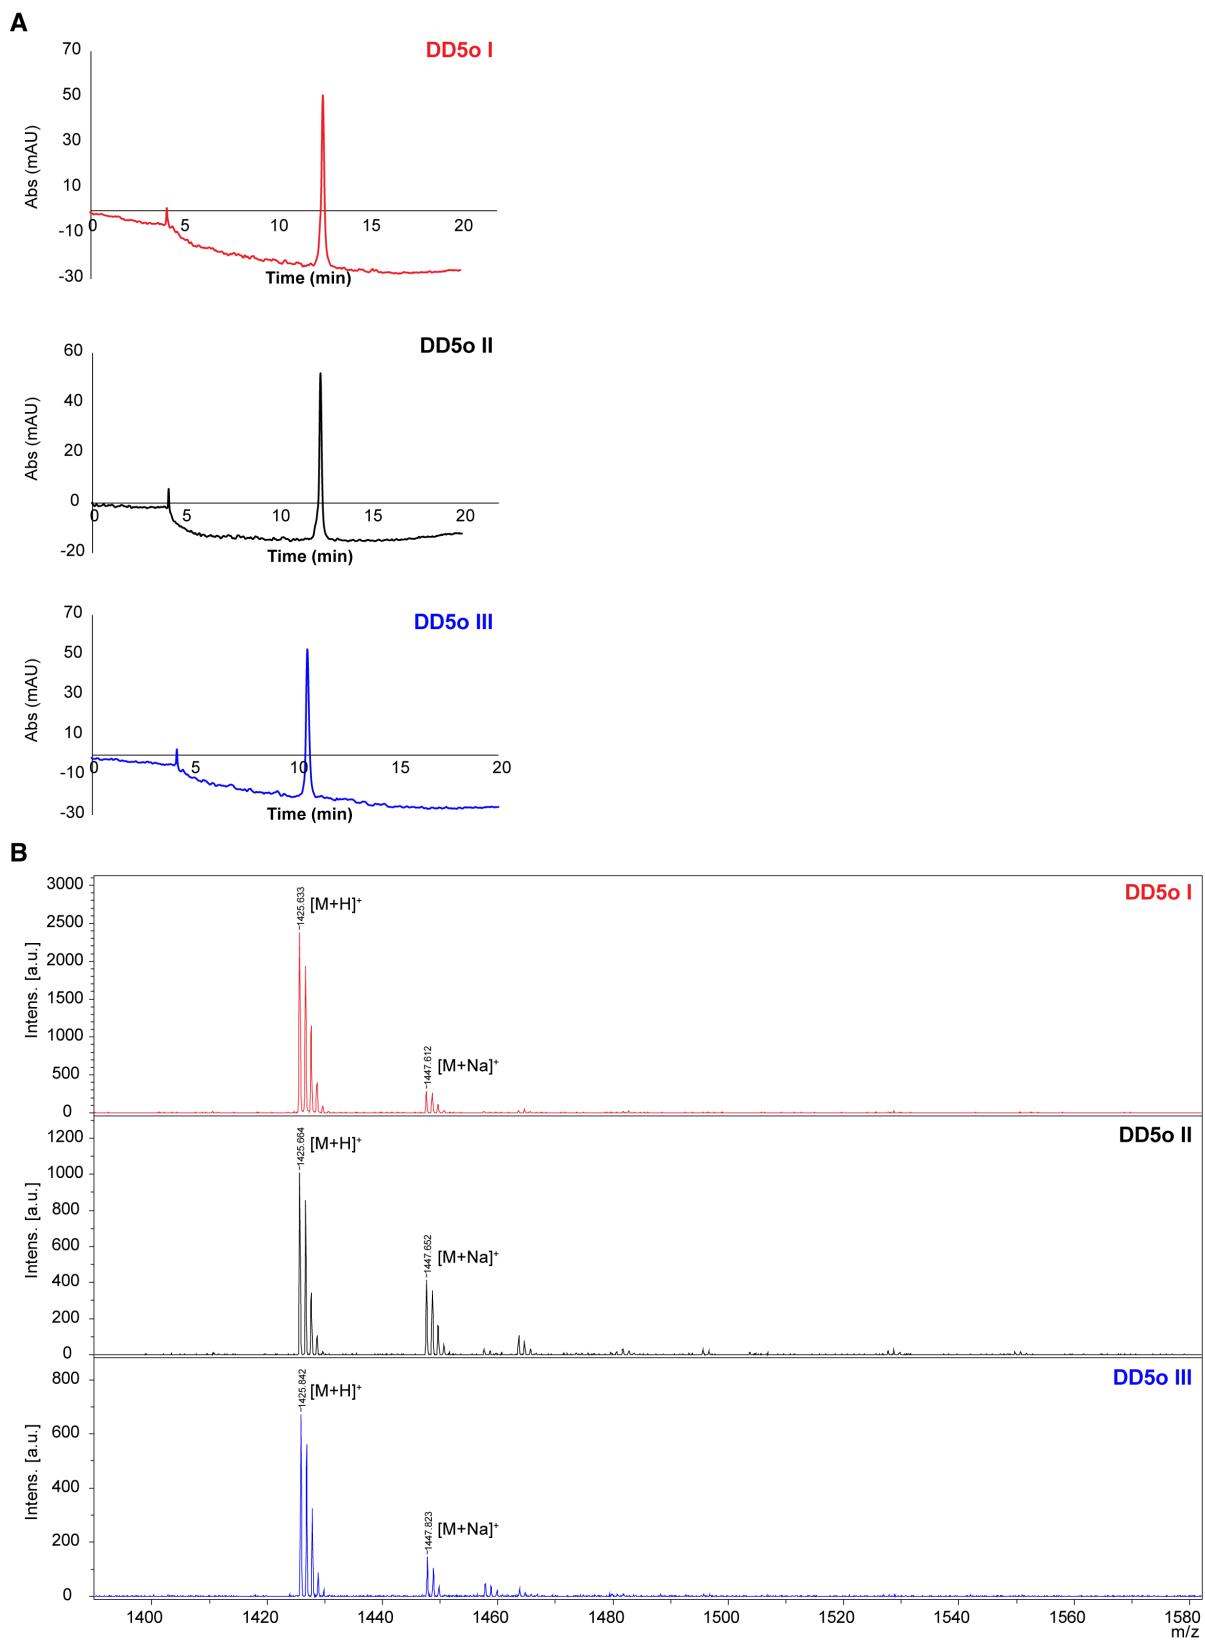 A
DD5o I
Abs (mAU)
70
50
30
10
-10
-30
0 5 10 15 20
Time (min)
DD5o II
Abs (mAU)
60
40
20
0
-20
0 5 10 15 20
Time (min)
DD5o III
Abs (mAU)
70
50
30
10
-10
-30
0 5 10 15 20
Time (min)
B
DD5o I
Intens. [a.u.]
3000
2500
2000
1500
1000
500
0
1425.633
[M+H]+
1447.612
[M+Na]+
DD5o II
Intens. [a.u.]
1200
1000
800
600
400
200
0
1425.664
[M+H]+
1447.652
[M+Na]+
DD5o III
Intens. [a.u.]
800
600
400
200
0
1425.842
[M+H]+
1447.823
[M+Na]+
1400 1420 1440 1460 1480 1500 1520 1540 1560 1580
m/z